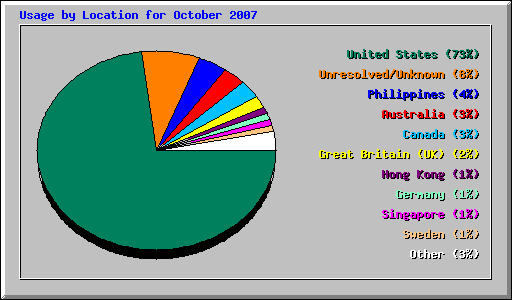 Usage by Location for October 2007
United States (73%)
Unresolved/Unknown (8%)
Philippines (4%)
Australia (3%)
Canada (3%)
Great Britain (UK) (2%)
Hong Kong (1%)
Germany (1%)
Singapore (1%)
Sweden (1%)
Other (3%)